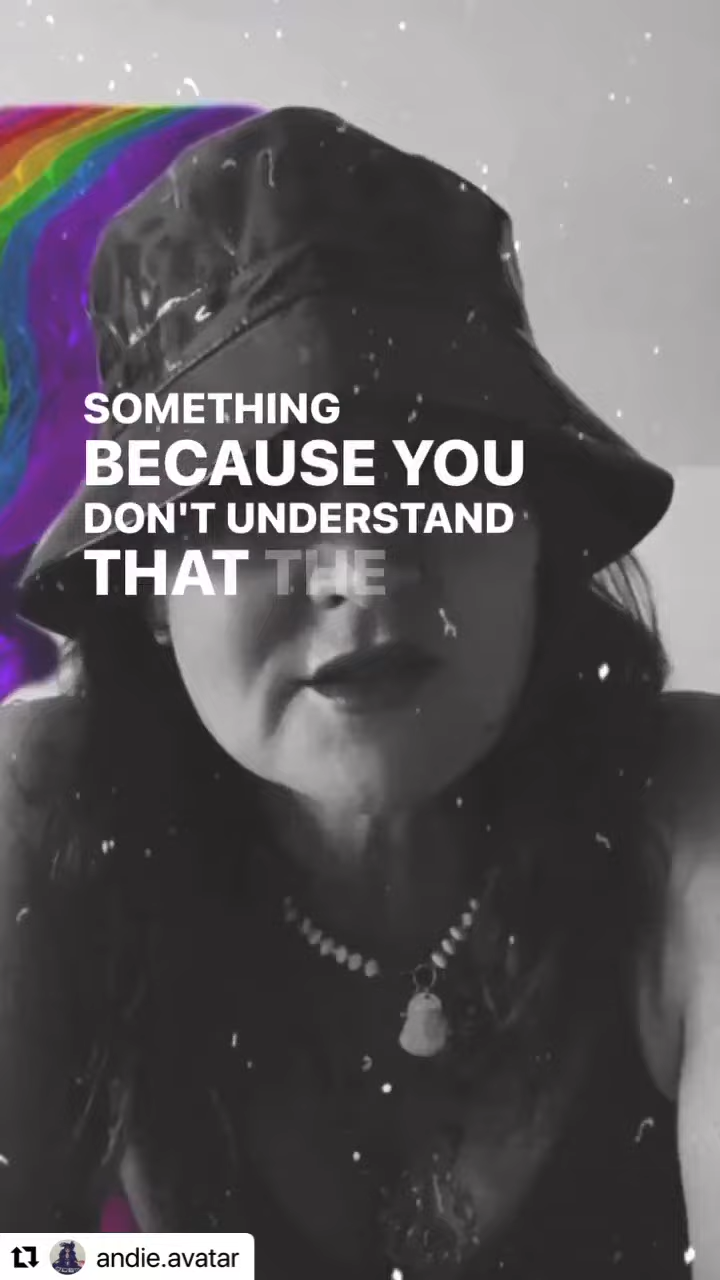 SOMETHING
BECAUSE YOU
DON'T UNDERSTAND
THAT THE
andie.avatar